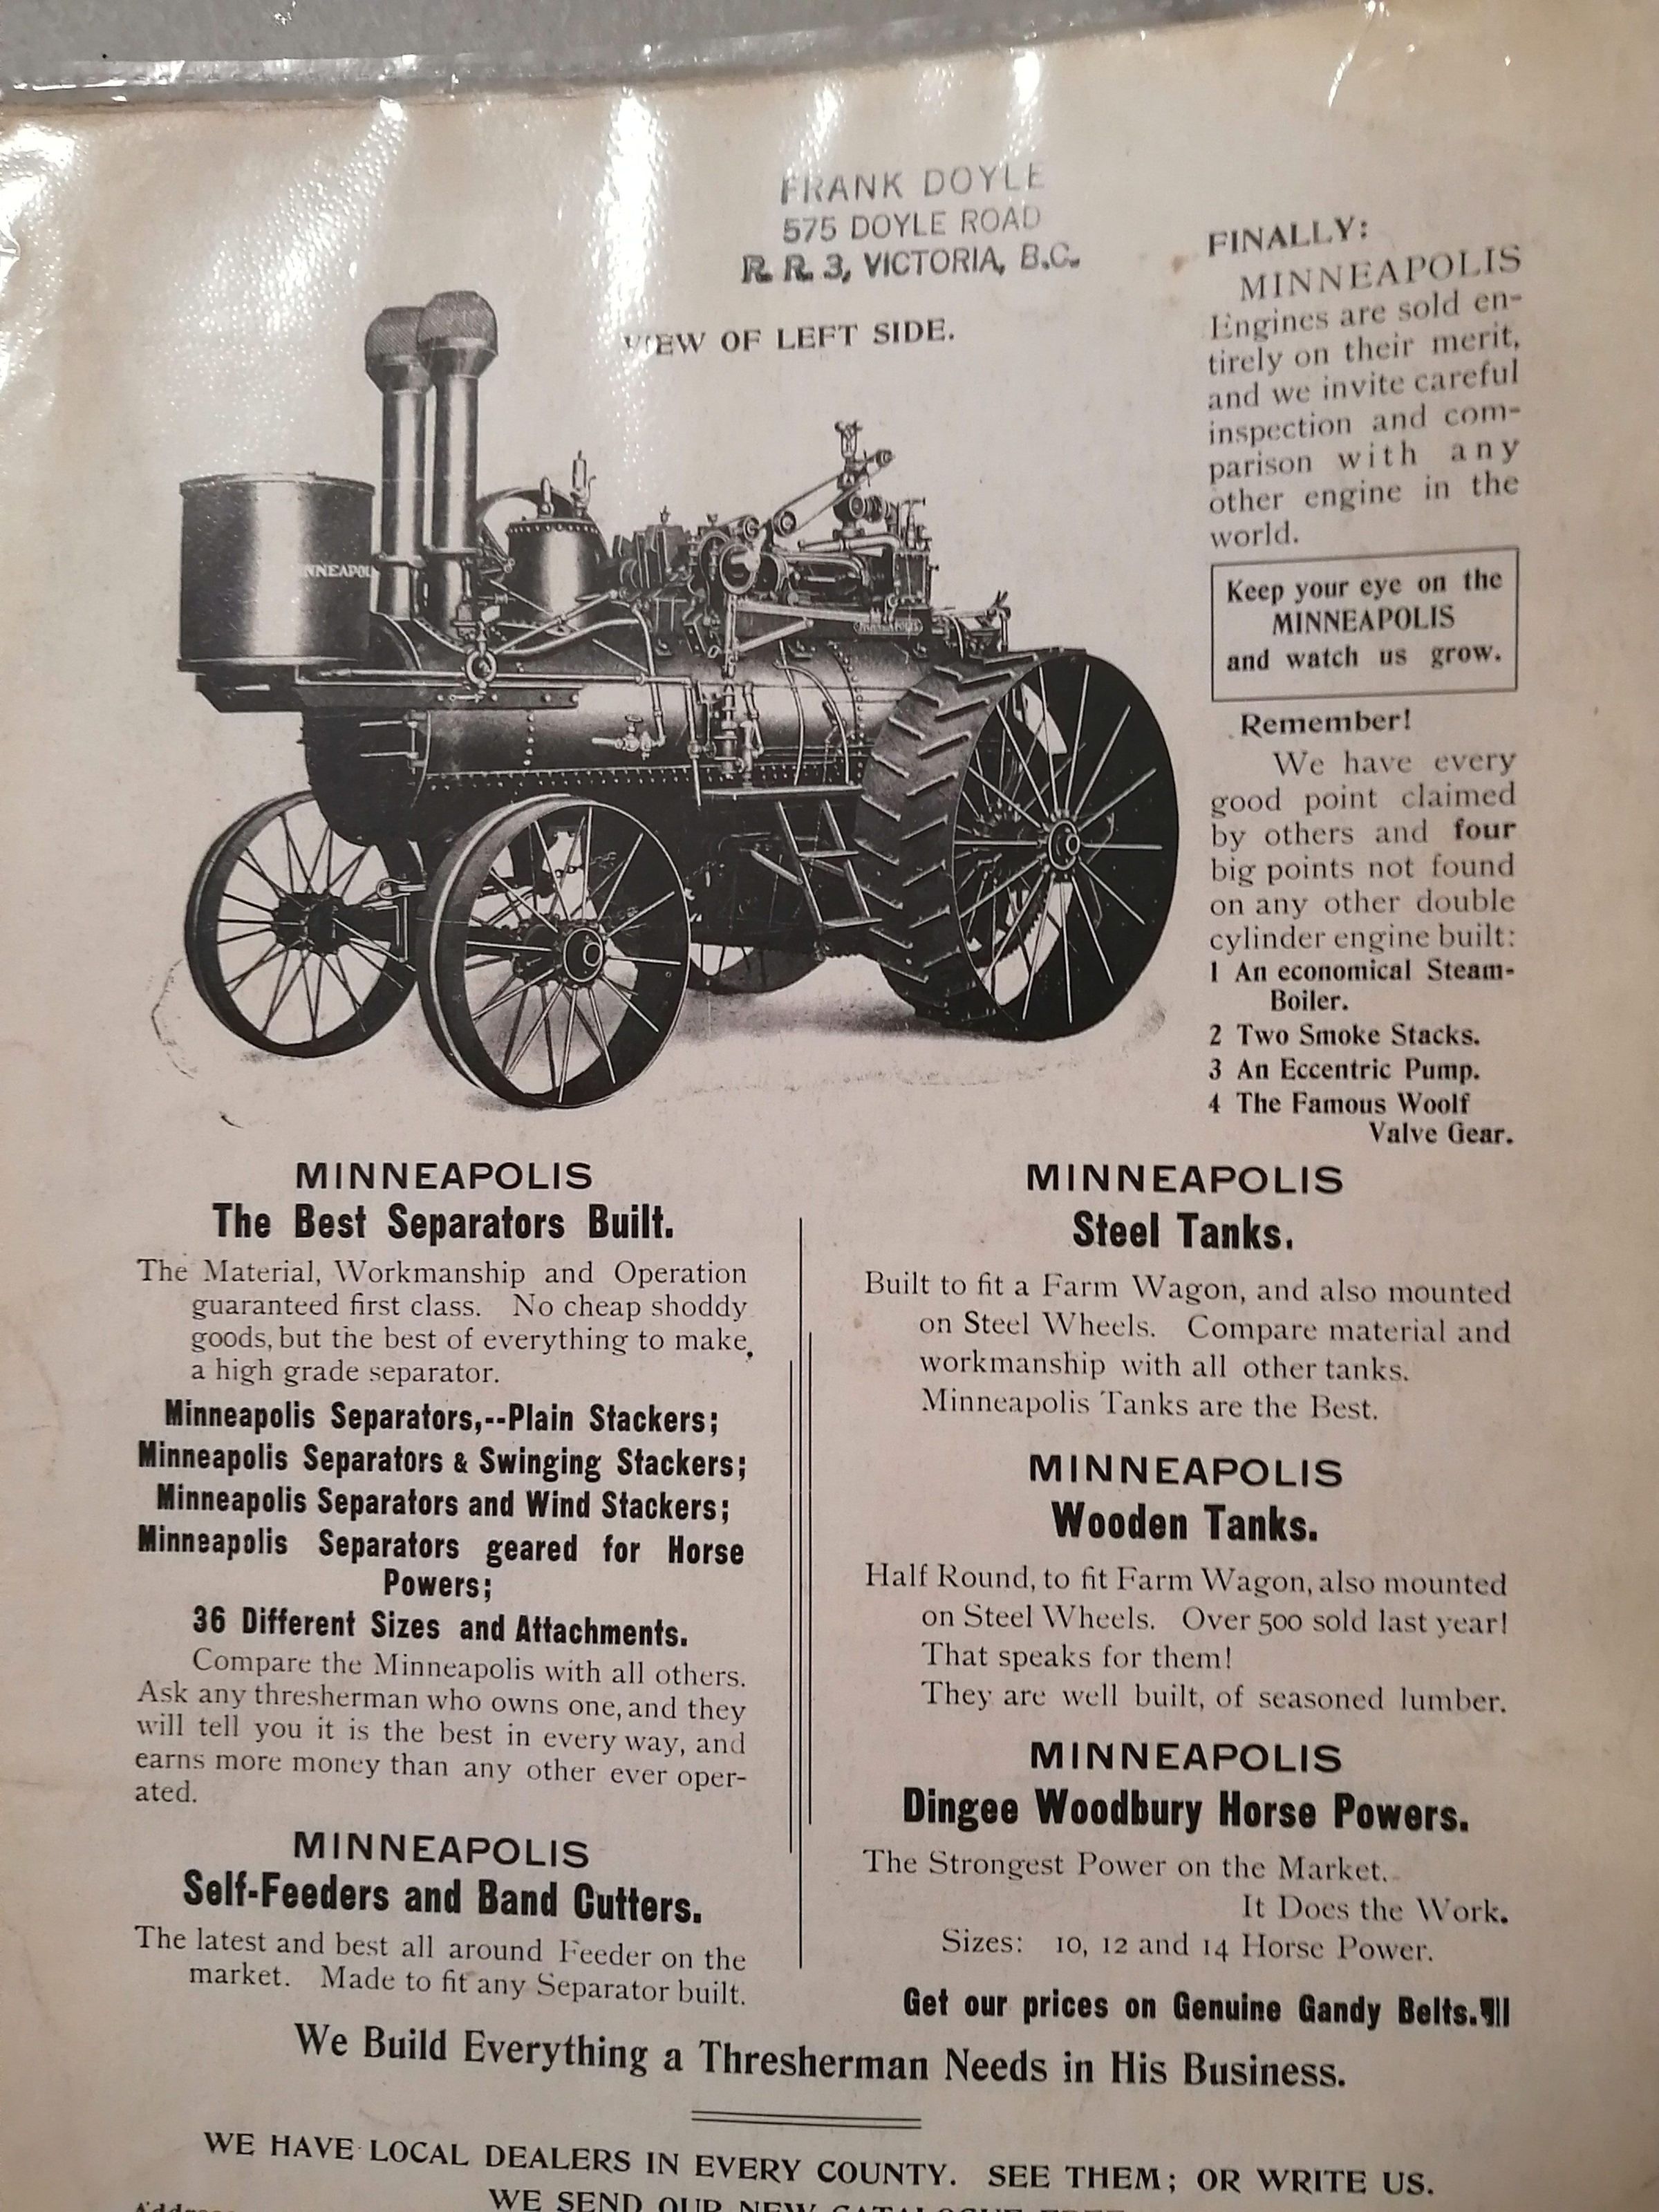 FRANK DOYLE
575 DOYLE ROAD
R. R. 3, VICTORIA, B.C.
VIEW OF LEFT SIDE.
FINALLY:
MINNEAPOLIS
Engines are sold en-
tirely on their merit,
and we invite careful
inspection and com-
parison with any
other engine in the
world.
Keep your eye on the
MINNEAPOLIS
and watch us grow.
Remember!
We have every
good point claimed
by others and four
big points not found
on any other double
cylinder engine built:
1 An economical Steam-
Boiler.
2 Two Smoke Stacks.
3 An Eccentric Pump.
4 The Famous Woolf
Valve Gear.
MINNEAPOLIS
The Best Separators Built.
The Material, Workmanship and Operation
guaranteed first class. No cheap shoddy
goods, but the best of everything to make
a high grade separator.
Minneapolis Separators,--Plain Stackers;
Minneapolis Separators & Swinging Stackers;
Minneapolis Separators and Wind Stackers;
Minneapolis Separators geared for Horse
Powers;
36 Different Sizes and Attachments.
Compare the Minneapolis with all others.
Ask any thresherman who owns one, and they
will tell you it is the best in every way, and
earns more money than any other ever oper-
ated.
MINNEAPOLIS
Self-Feeders and Band Cutters.
The latest and best all around Feeder on the
market. Made to fit any Separator built.
MINNEAPOLIS
Steel Tanks.
Built to fit a Farm Wagon, and also mounted
on Steel Wheels. Compare material and
workmanship with all other tanks.
Minneapolis Tanks are the Best.
MINNEAPOLIS
Wooden Tanks.
Half Round, to fit Farm Wagon, also mounted
on Steel Wheels. Over 500 sold last year!
That speaks for them!
They are well built, of seasoned lumber.
MINNEAPOLIS
Dingee Woodbury Horse Powers.
The Strongest Power on the Market.
It Does the Work.
Sizes: 10, 12 and 14 Horse Power.
Get our prices on Genuine Gandy Belts.
We Build Everything a Thresherman Needs in His Business.
WE HAVE LOCAL DEALERS IN EVERY COUNTY. SEE THEM; OR WRITE US.
WE SEND OUR NEW CATALOGUE